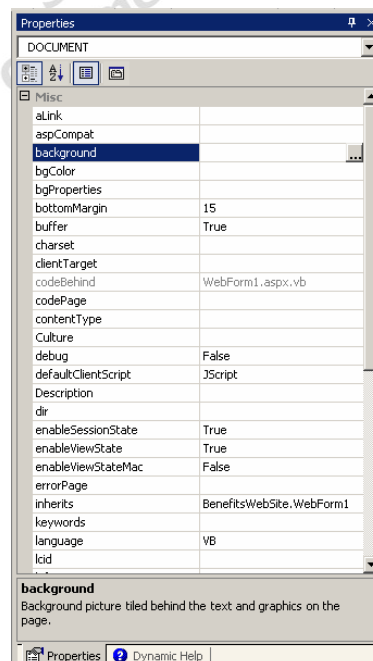 Properties
DOCUMENT
Misc
aLink
aspCompat
background ...
bgColor
bgProperties
bottomMargin 15
buffer True
charset
clientTarget
codeBehind WebForm1.aspx.vb
codePage
contentType
Culture
debug False
defaultClientScript JScript
Description
dir
enableSessionState True
enableViewState True
enableViewStateMac False
errorPage
inherits BenefitsWebSite.WebForm1
keywords
language VB
lcid
background
Background picture tiled behind the text and graphics on the
page.
Properties Dynamic Help